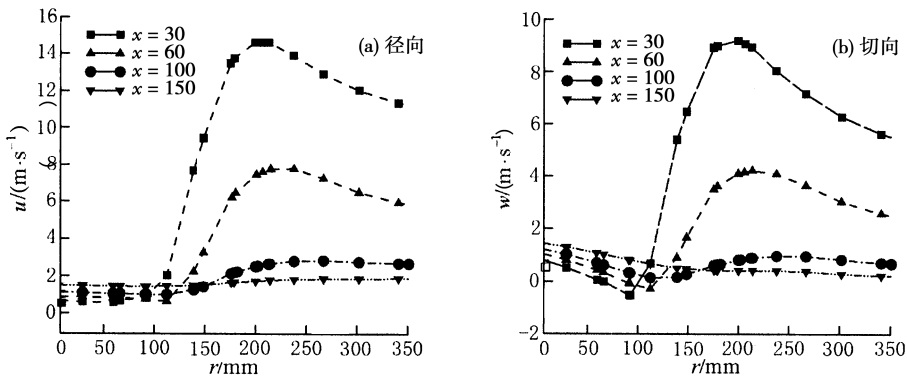 16
14
12
10
8
6
4
2
0
u/(m·s⁻¹)
x = 30
x = 60
x = 100
x = 150
(a) 径向
0 50 100 150 200 250 300 350
r/mm
10
8
6
4
2
0
-2
w/(m·s⁻¹)
x = 30
x = 60
x = 100
x = 150
(b) 切向
0 50 100 150 200 250 300 350
r/mm